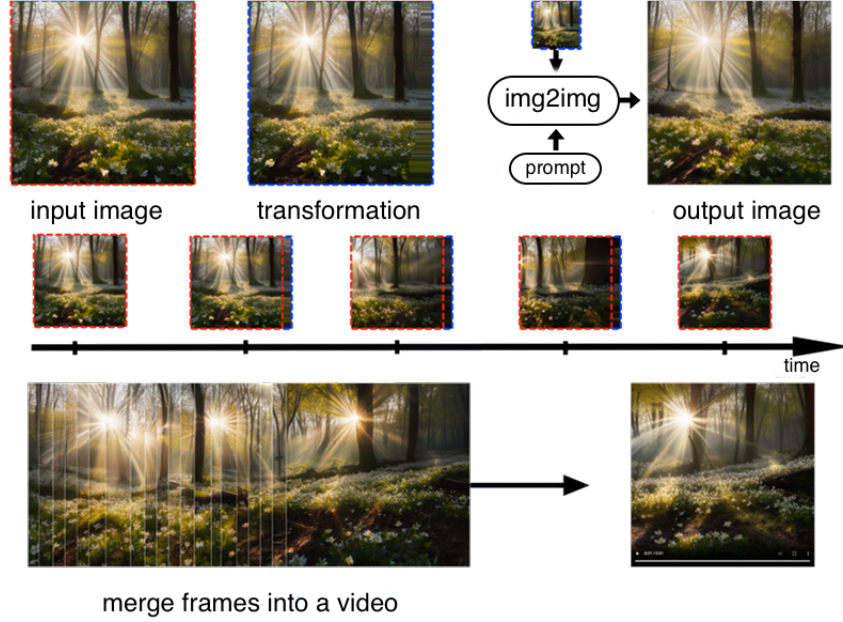 img2img
prompt
input image
transformation
output image
time
merge frames into a video